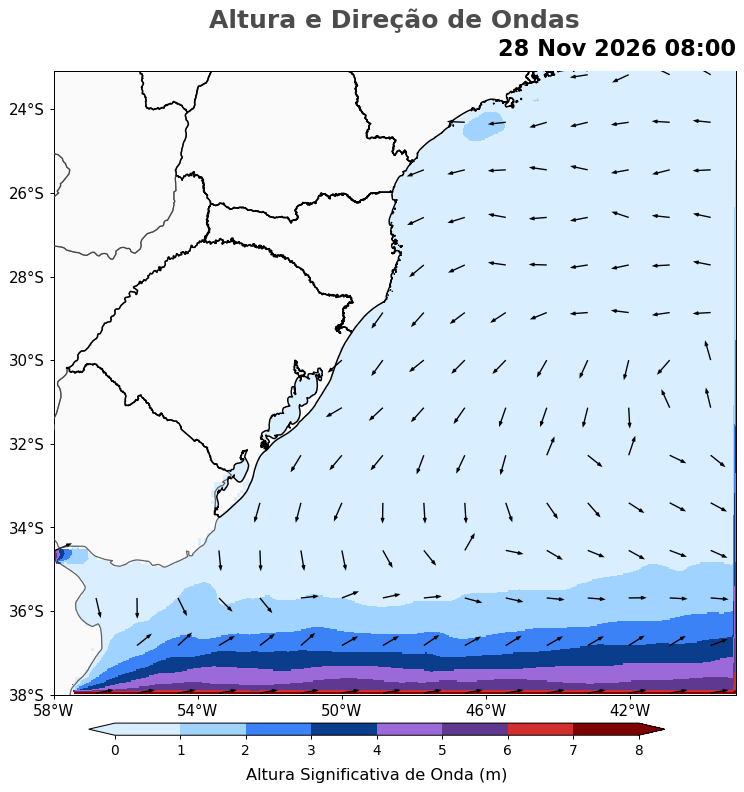 Altura e Direção de Ondas
28 Nov 2026 08:00
24°S
26°S
28°S
30°S
32°S
34°S
36°S
38°S
58°W 54°W 50°W 46°W 42°W
0 1 2 3 4 5 6 7 8
Altura Significativa de Onda (m)